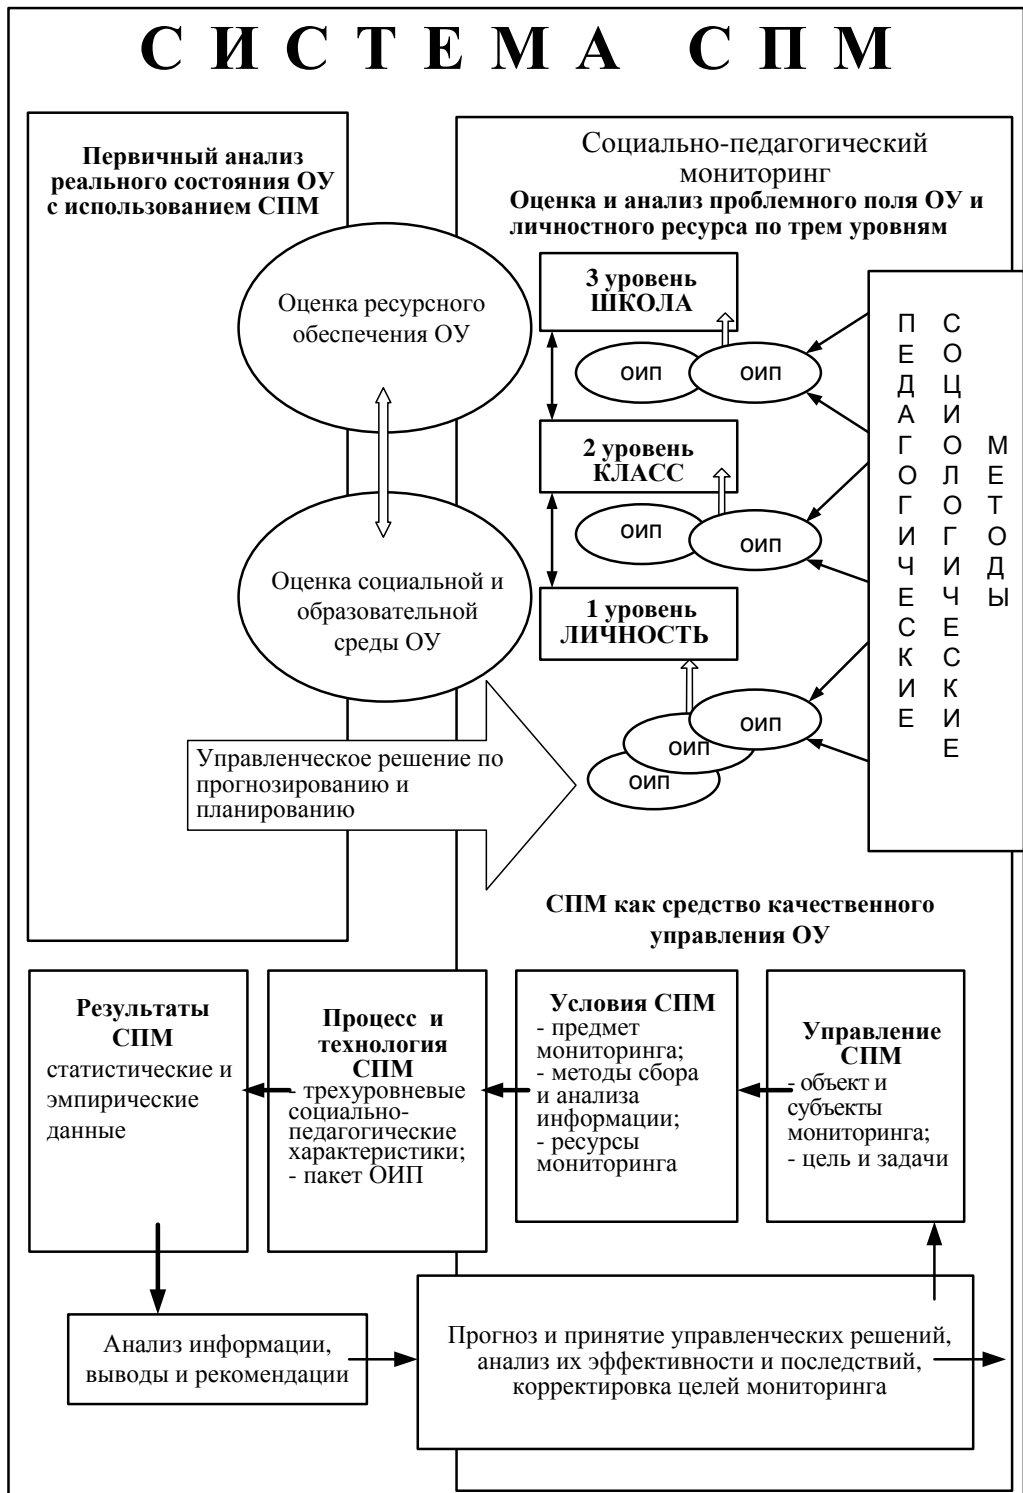 СИСТЕМА СПМ
Первичный анализ
реального состояния ОУ
с использованием СПМ
Оценка ресурсного
обеспечения ОУ
Оценка социальной и
образовательной
среды ОУ
Управленческое решение по
прогнозированию и
планированию
Социально-педагогический
мониторинг
Оценка и анализ проблемного поля ОУ и
личностного ресурса по трем уровням
3 уровень
ШКОЛА
ОИП
ОИП
2 уровень
КЛАСС
ОИП
ОИП
1 уровень
ЛИЧНОСТЬ
ОИП
ОИП
ОИП
ПЕДАГОГИЧЕСКИЕ
СОЦИОЛОГИЧЕСКИЕ
МЕТОДЫ
СПМ как средство качественного
управления ОУ
Результаты
СПМ
статистические и
эмпирические
данные
Процесс и
технология
СПМ
- трехуровневые
социально-
педагогические
характеристики;
- пакет ОИП
Условия СПМ
- предмет
мониторинга;
- методы сбора
и анализа
информации;
- ресурсы
мониторинга
Управление
СПМ
- объект и
субъекты
мониторинга;
- цель и задачи
Анализ информации,
выводы и рекомендации
Прогноз и принятие управленческих решений,
анализ их эффективности и последствий,
корректировка целей мониторинга